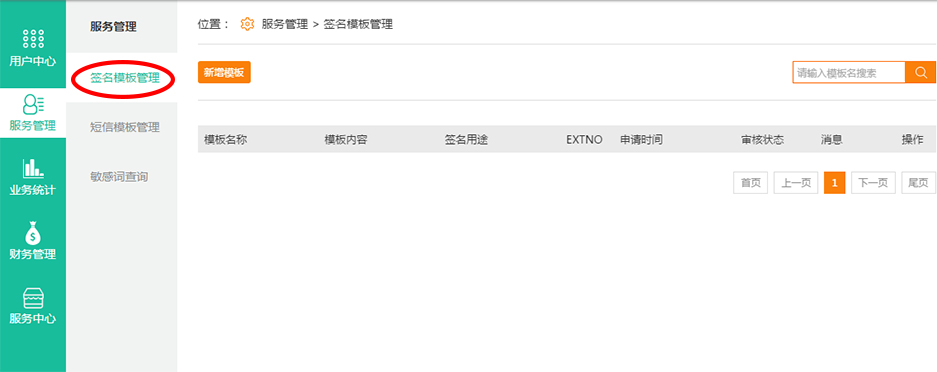 用户中心
服务管理
业务统计
$
财务管理
服务中心
服务管理
签名模板管理
短信模板管理
敏感词查询
位置： 服务管理 > 签名模板管理
新增模板
请输入模板名搜索
模板名称 模板内容 签名用途 EXTNO 申请时间 审核状态 消息 操作
首页 上一页 1 下一页 尾页